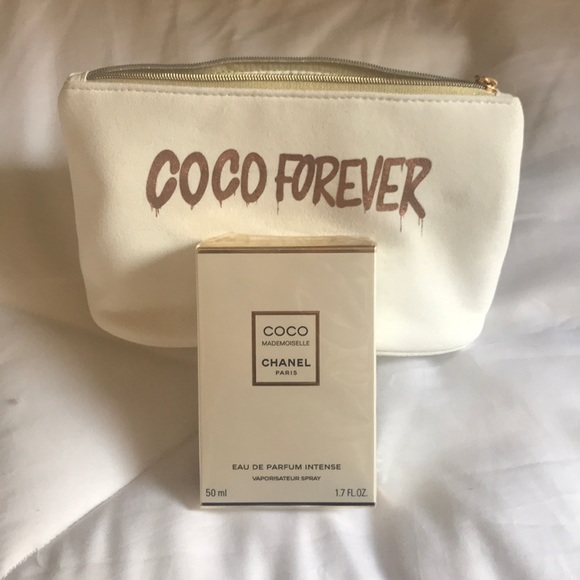 COCO FOREVER
COCO
MADEMOISELLE
CHANEL
PARIS
EAU DE PARFUM INTENSE
VAPORISATEUR SPRAY
50 ml 1.7 FL.OZ.